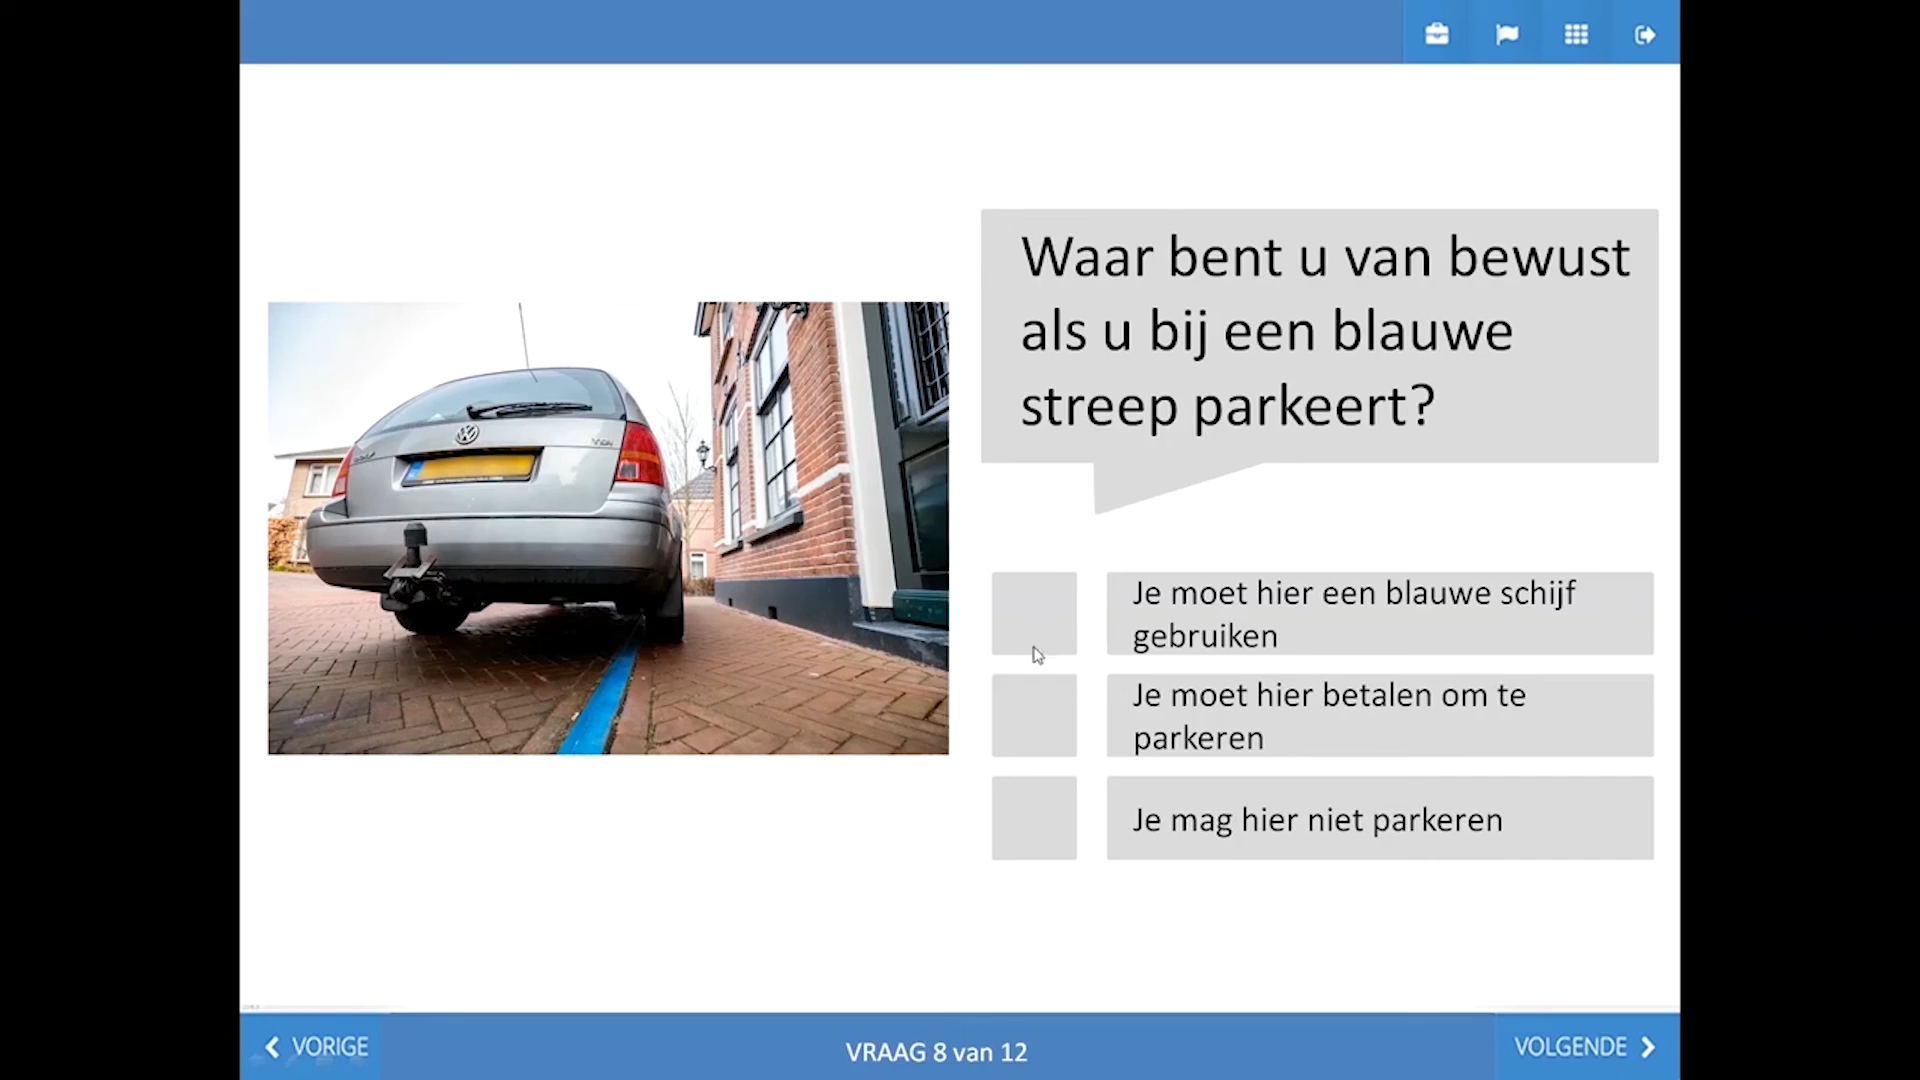 Waar bent u van bewust
als u bij een blauwe
streep parkeert?
Je moet hier een blauwe schijf
gebruiken
Je moet hier betalen om te
parkeren
Je mag hier niet parkeren
VORIGE
VRAAG 8 van 12
VOLGENDE